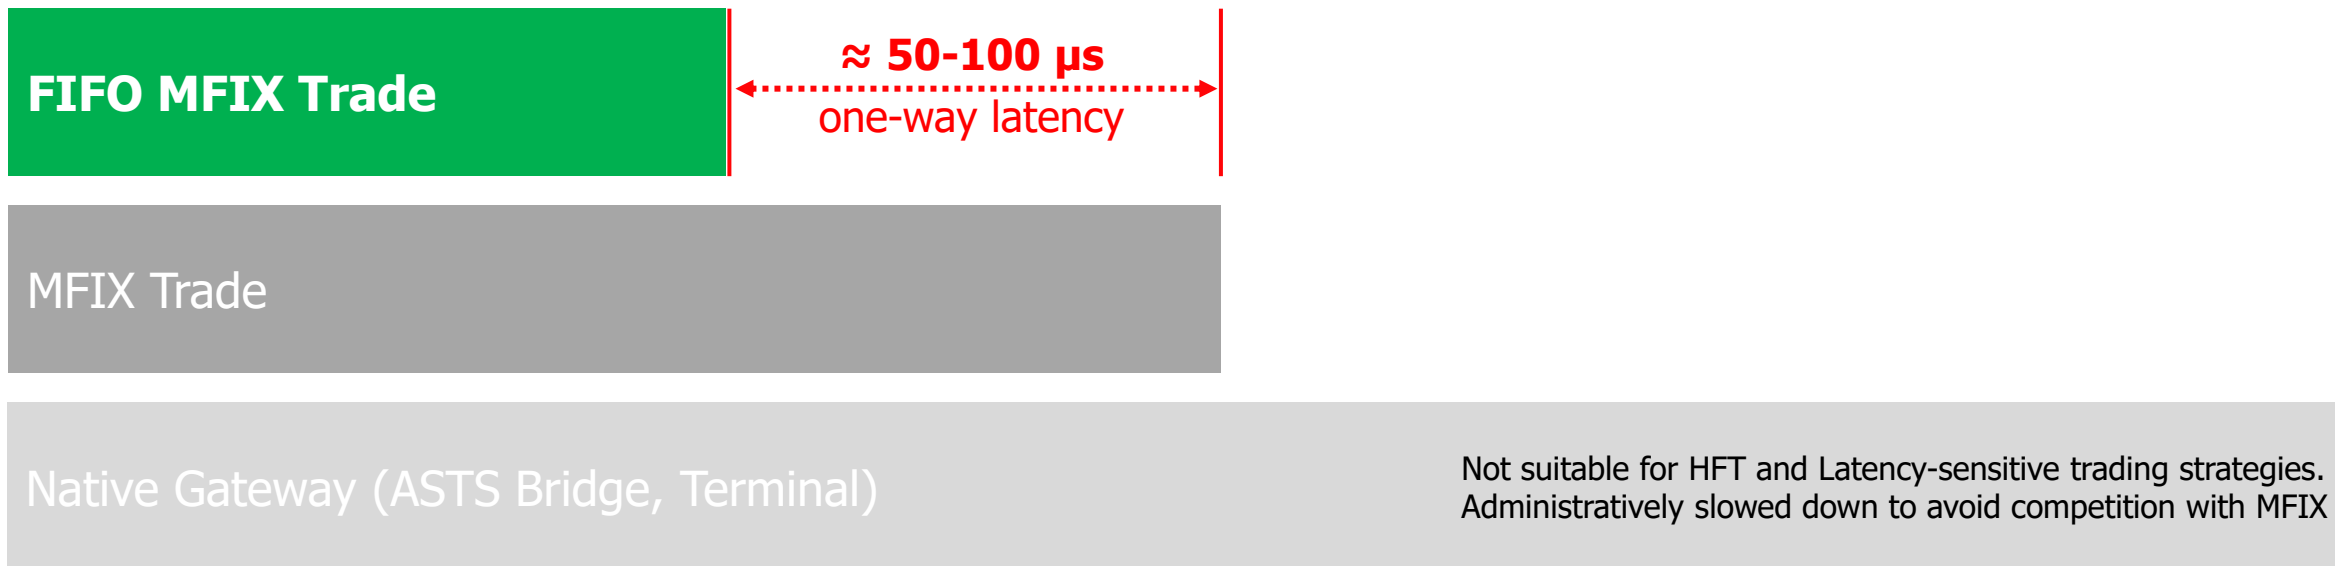 FIFO MFIX Trade
≈ 50-100 µs
one-way latency
MFIX Trade
Native Gateway (ASTS Bridge, Terminal)
Not suitable for HFT and Latency-sensitive trading strategies.
Administratively slowed down to avoid competition with MFIX